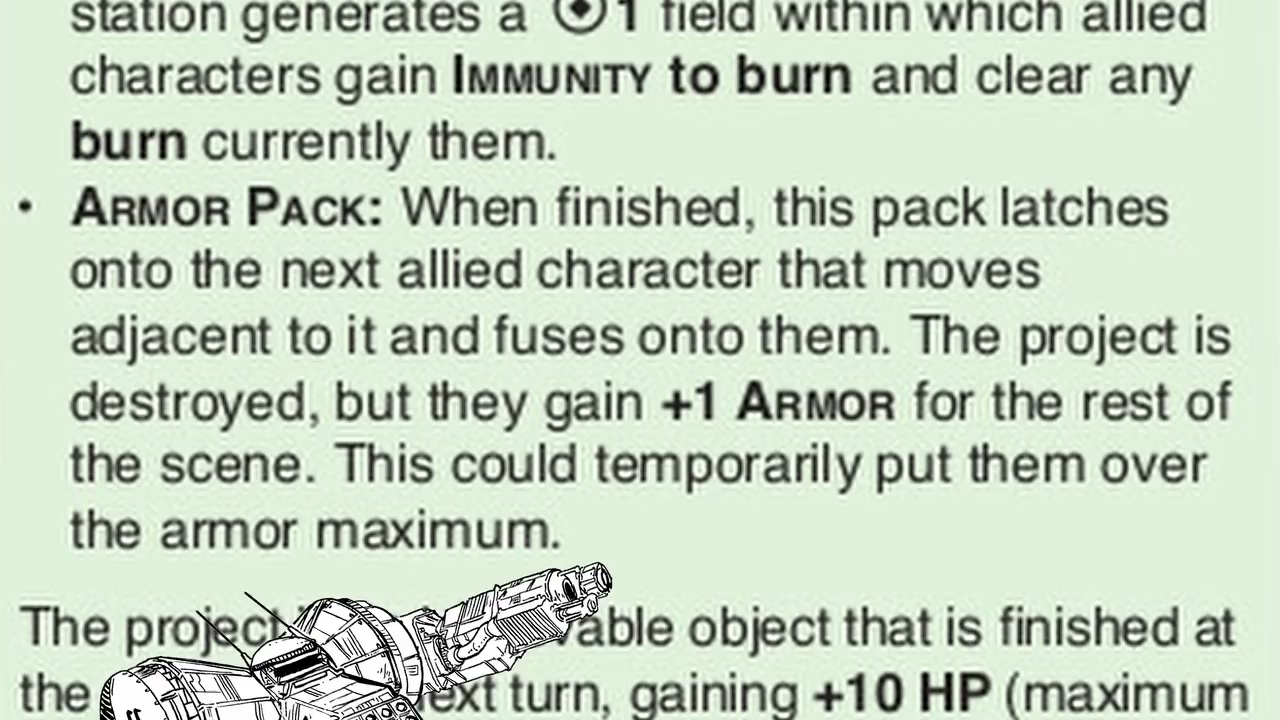 station generates a 1 field within which allied
characters gain IMMUNITY to burn and clear any
burn currently them.
• ARMOR PACK: When finished, this pack latches
onto the next allied character that moves
adjacent to it and fuses onto them. The project is
destroyed, but they gain +1 ARMOR for the rest of
the scene. This could temporarily put them over
the armor maximum.
The project object that is finished at
the turn, gaining +10 HP (maximum